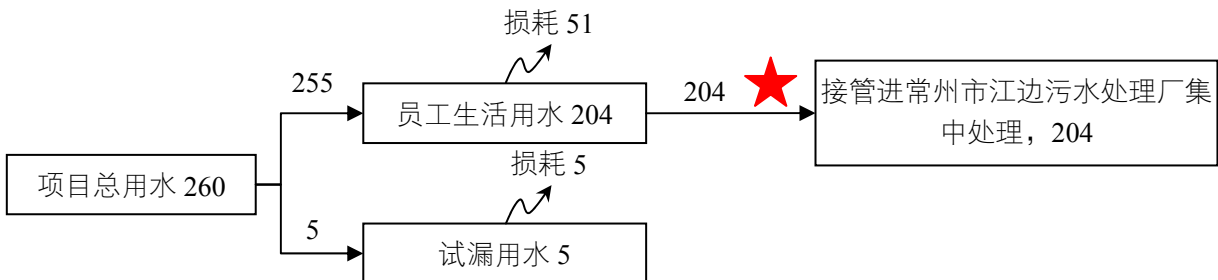 损耗 51
255
员工生活用水 204
204
接管进常州市江边污水处理厂集
中处理，204
项目总用水 260
损耗 5
5
试漏用水 5